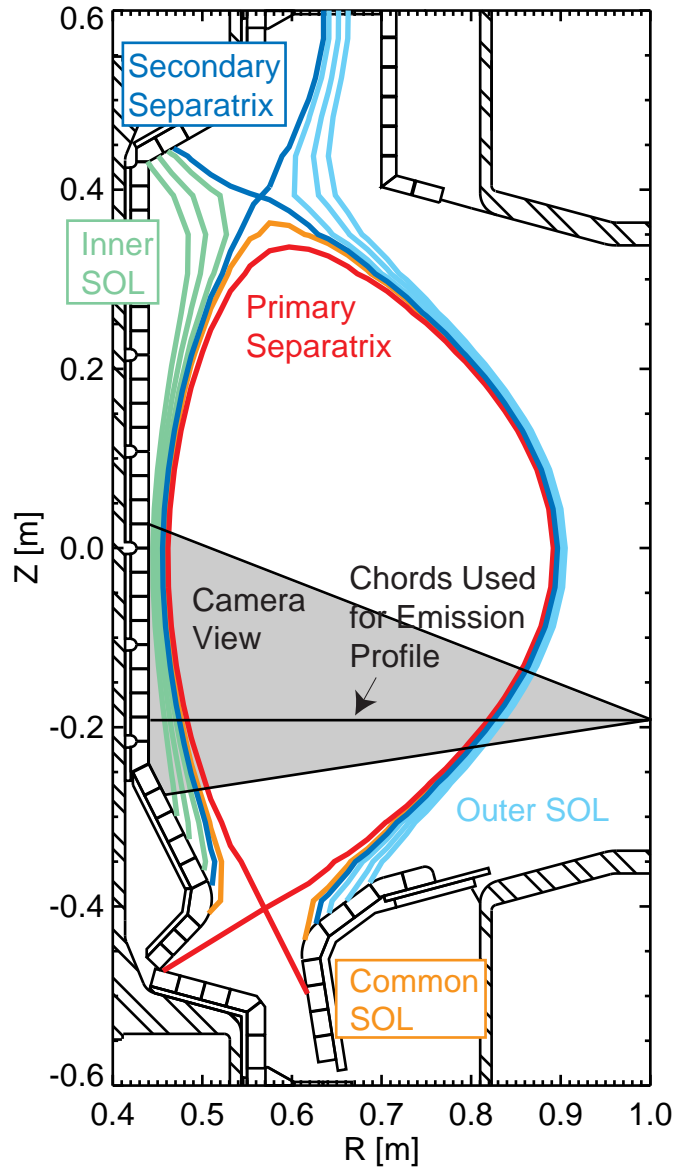 0.6
Secondary
Separatrix
0.4
Inner
SOL
Primary
Separatrix
0.2
Z [m]
0.0
Chords Used
for Emission
Profile
Camera
View
-0.2
Outer SOL
-0.4
Common
SOL
-0.6
0.4 0.5 0.6 0.7 0.8 0.9 1.0
R [m]